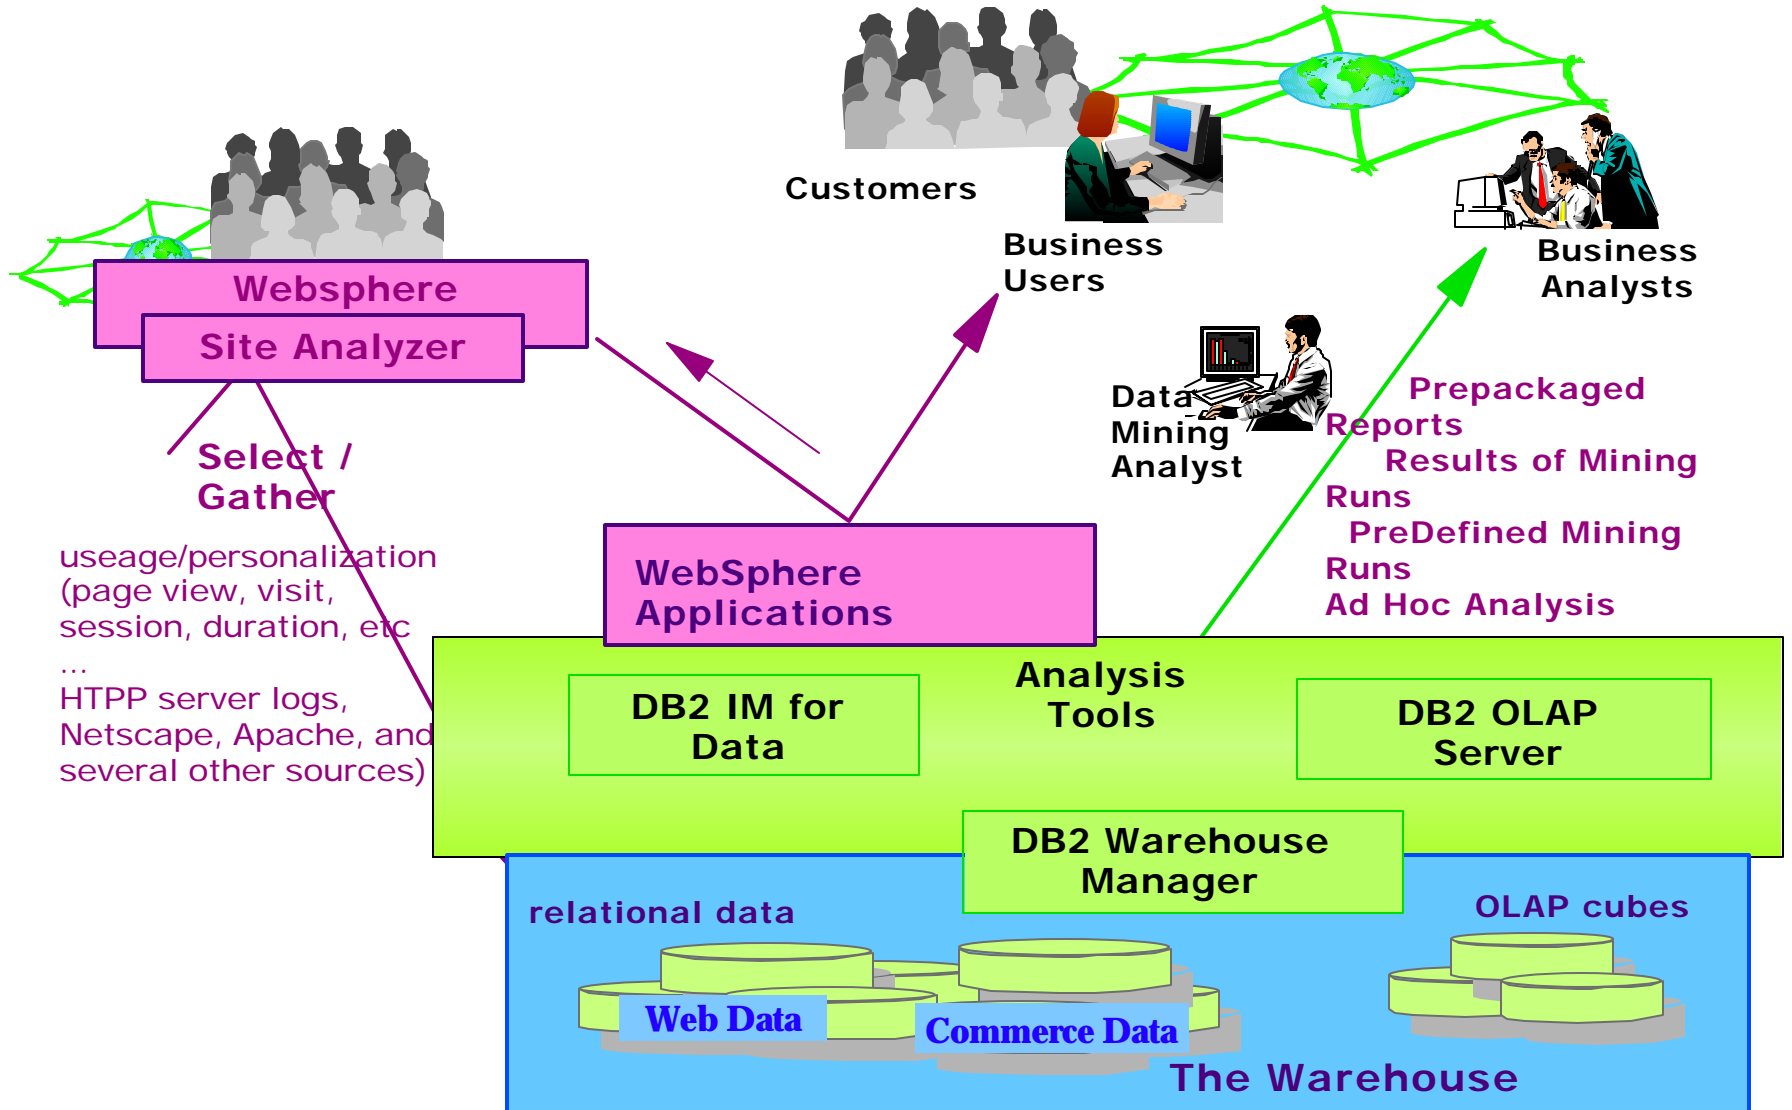 Customers
Business
Users
Business
Analysts
Websphere
Site Analyzer
Data
Mining
Analyst
Prepackaged
Reports
Results of Mining
Runs
PreDefined Mining
Runs
Ad Hoc Analysis
Select /
Gather
useage/personalization
(page view, visit,
session, duration, etc
...
HTPP server logs,
Netscape, Apache, and
several other sources)
WebSphere
Applications
Analysis
Tools
DB2 IM for
Data
DB2 OLAP
Server
DB2 Warehouse
Manager
relational data
OLAP cubes
Web Data
Commerce Data
The Warehouse